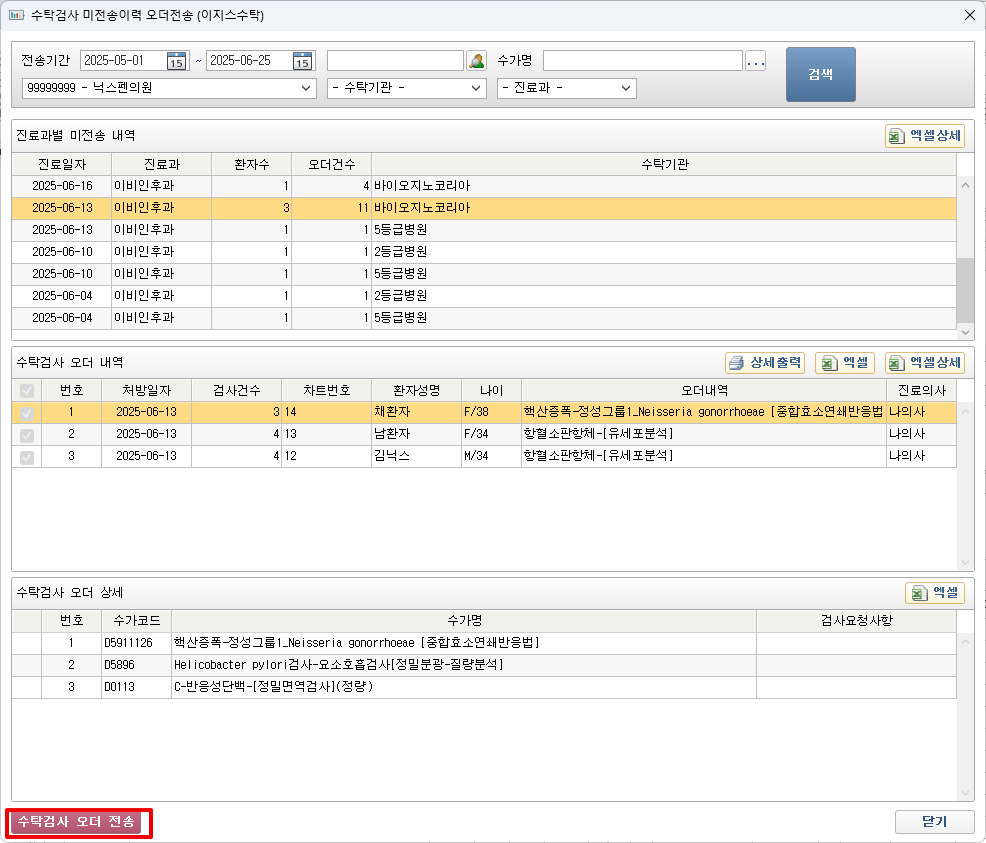 수탁검사 미전송이력 오더전송 (이지스수탁)
전송기간 2025-05-01 15 ~ 2025-06-25 15 수가명 ... 검색
99999999 - 닉스펜의원 - 수탁기관 - - 진료과 -
진료과별 미전송 내역 엑셀상세
진료일자 진료과 환자수 오더건수 수탁기관
2025-06-16 이비인후과 1 4 바이오지노코리아
2025-06-13 이비인후과 3 11 바이오지노코리아
2025-06-13 이비인후과 1 1 5등급병원
2025-06-10 이비인후과 1 1 2등급병원
2025-06-10 이비인후과 1 1 5등급병원
2025-06-04 이비인후과 1 1 2등급병원
2025-06-04 이비인후과 1 1 5등급병원
수탁검사 오더 내역 상세출력 엑셀 엑셀상세
번호 처방일자 검사건수 차트번호 환자성명 나이 오더내역 진료의사
1 2025-06-13 3 14 채환자 F/38 핵산증폭-정성그룹1_Neisseria gonorrhoeae [중합효소연쇄반응법 나의사
2 2025-06-13 4 13 남환자 F/34 항혈소판항체-[유세포분석] 나의사
3 2025-06-13 4 12 김닉스 M/34 항혈소판항체-[유세포분석] 나의사
수탁검사 오더 상세 엑셀
번호 수가코드 수가명 검사요청사항
1 D5911126 핵산증폭-정성그룹1_Neisseria gonorrhoeae [중합효소연쇄반응법]
2 D5896 Helicobacter pylori검사-요소호흡검사[정밀분광-질량분석]
3 D0113 C-반응성단백-[정밀면역검사](정량)
수탁검사 오더 전송 닫기